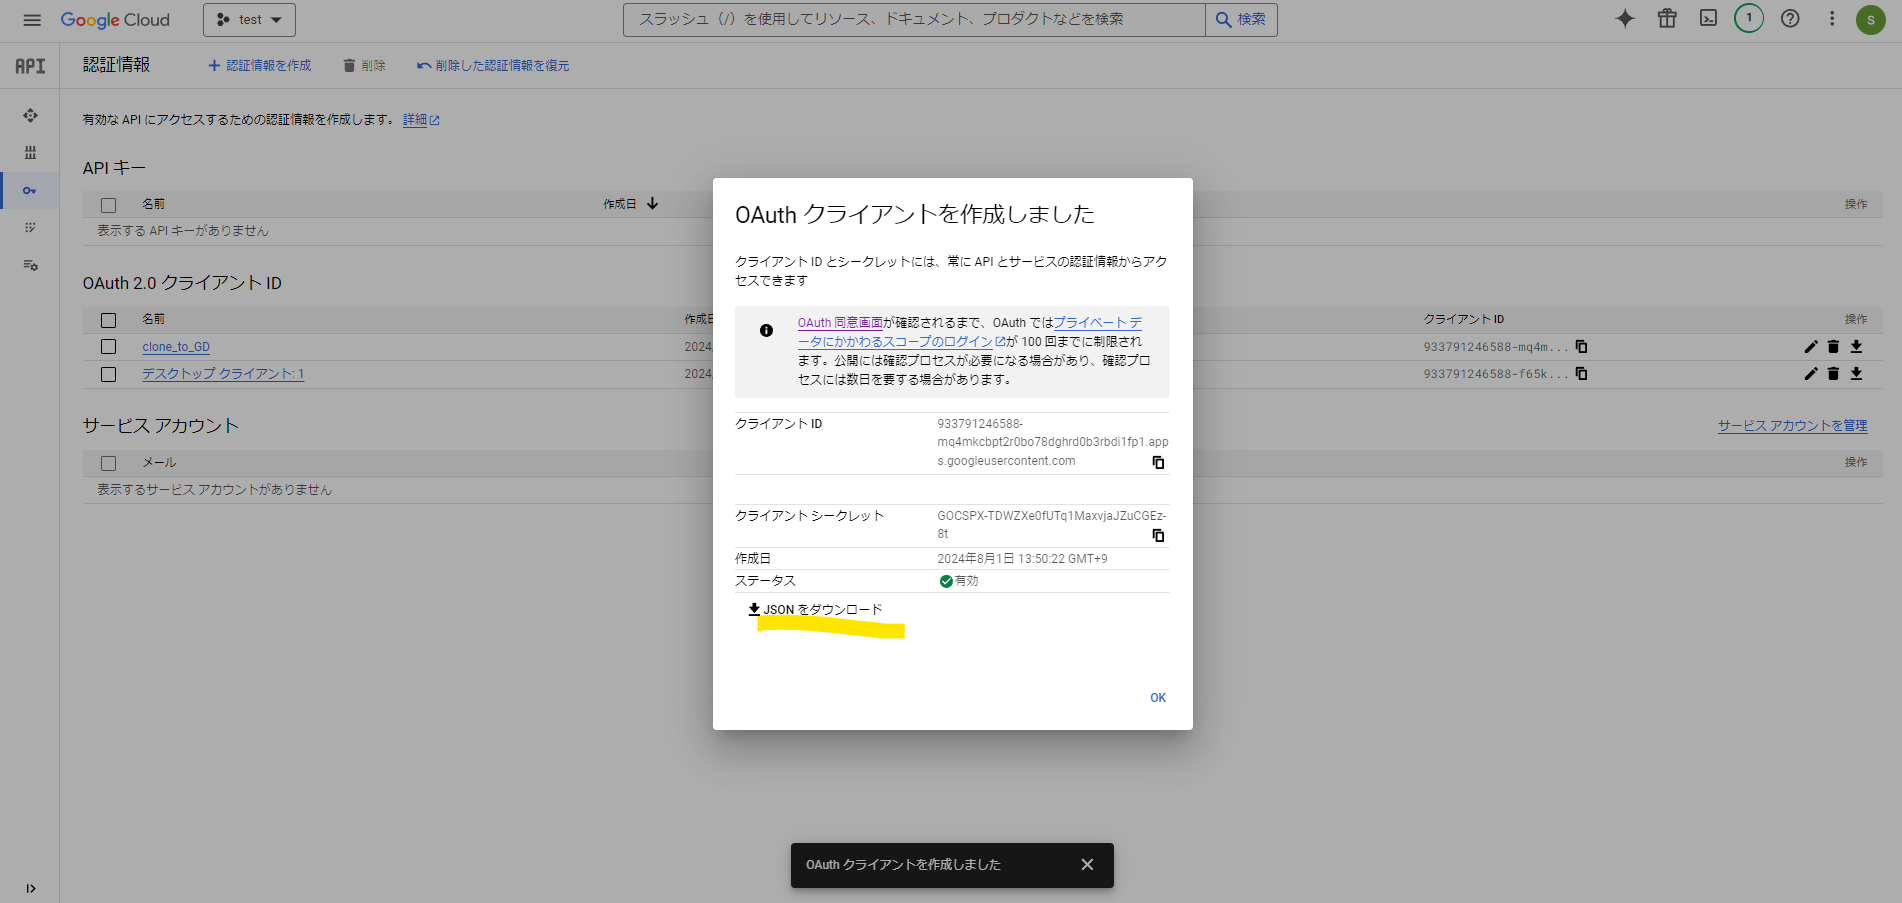 Google Cloud
test
スラッシュ（/）を使用してリソース、ドキュメント、プロダクトなどを検索
検索
1
s
API
認証情報
認証情報を作成
削除
削除した認証情報を復元
有効な API にアクセスするための認証情報を作成します。 詳細
API キー
名前
作成日
操作
表示する API キーがありません
OAuth 2.0 クライアント ID
名前
作成日
クライアント ID
操作
clone_to_GD
2024
933791246588-mq4m...
デスクトップ クライアント: 1
2024
933791246588-f65k...
サービス アカウント
サービス アカウントを管理
メール
操作
表示するサービス アカウントがありません
OAuth クライアントを作成しました
クライアント ID とシークレットには、常に API とサービスの認証情報からアク
セスできます
OAuth 同意画面が確認されるまで、OAuth ではプライベート デ
ータにかかわるスコープのログインが 100 回までに制限され
ます。公開には確認プロセスが必要になる場合があり、確認プロ
セスには数日を要する場合があります。
クライアント ID
933791246588-
mq4mkcbpt2r0bo78dghrd0b3rbdi1fp1.app
s.googleusercontent.com
クライアント シークレット
GOCSPX-TDWZXe0fUTq1MaxvjaJZuCGEz-
8t
作成日
2024年8月1日 13:50:22 GMT+9
ステータス
有効
JSON をダウンロード
OK
OAuth クライアントを作成しました